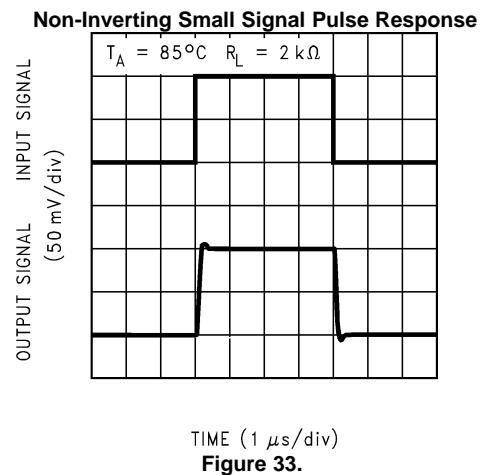 Non-Inverting Small Signal Pulse Response
T_A = 85°C R_L = 2 kΩ
INPUT SIGNAL
OUTPUT SIGNAL
(50 mV/div)
TIME (1 μs/div)
Figure 33.